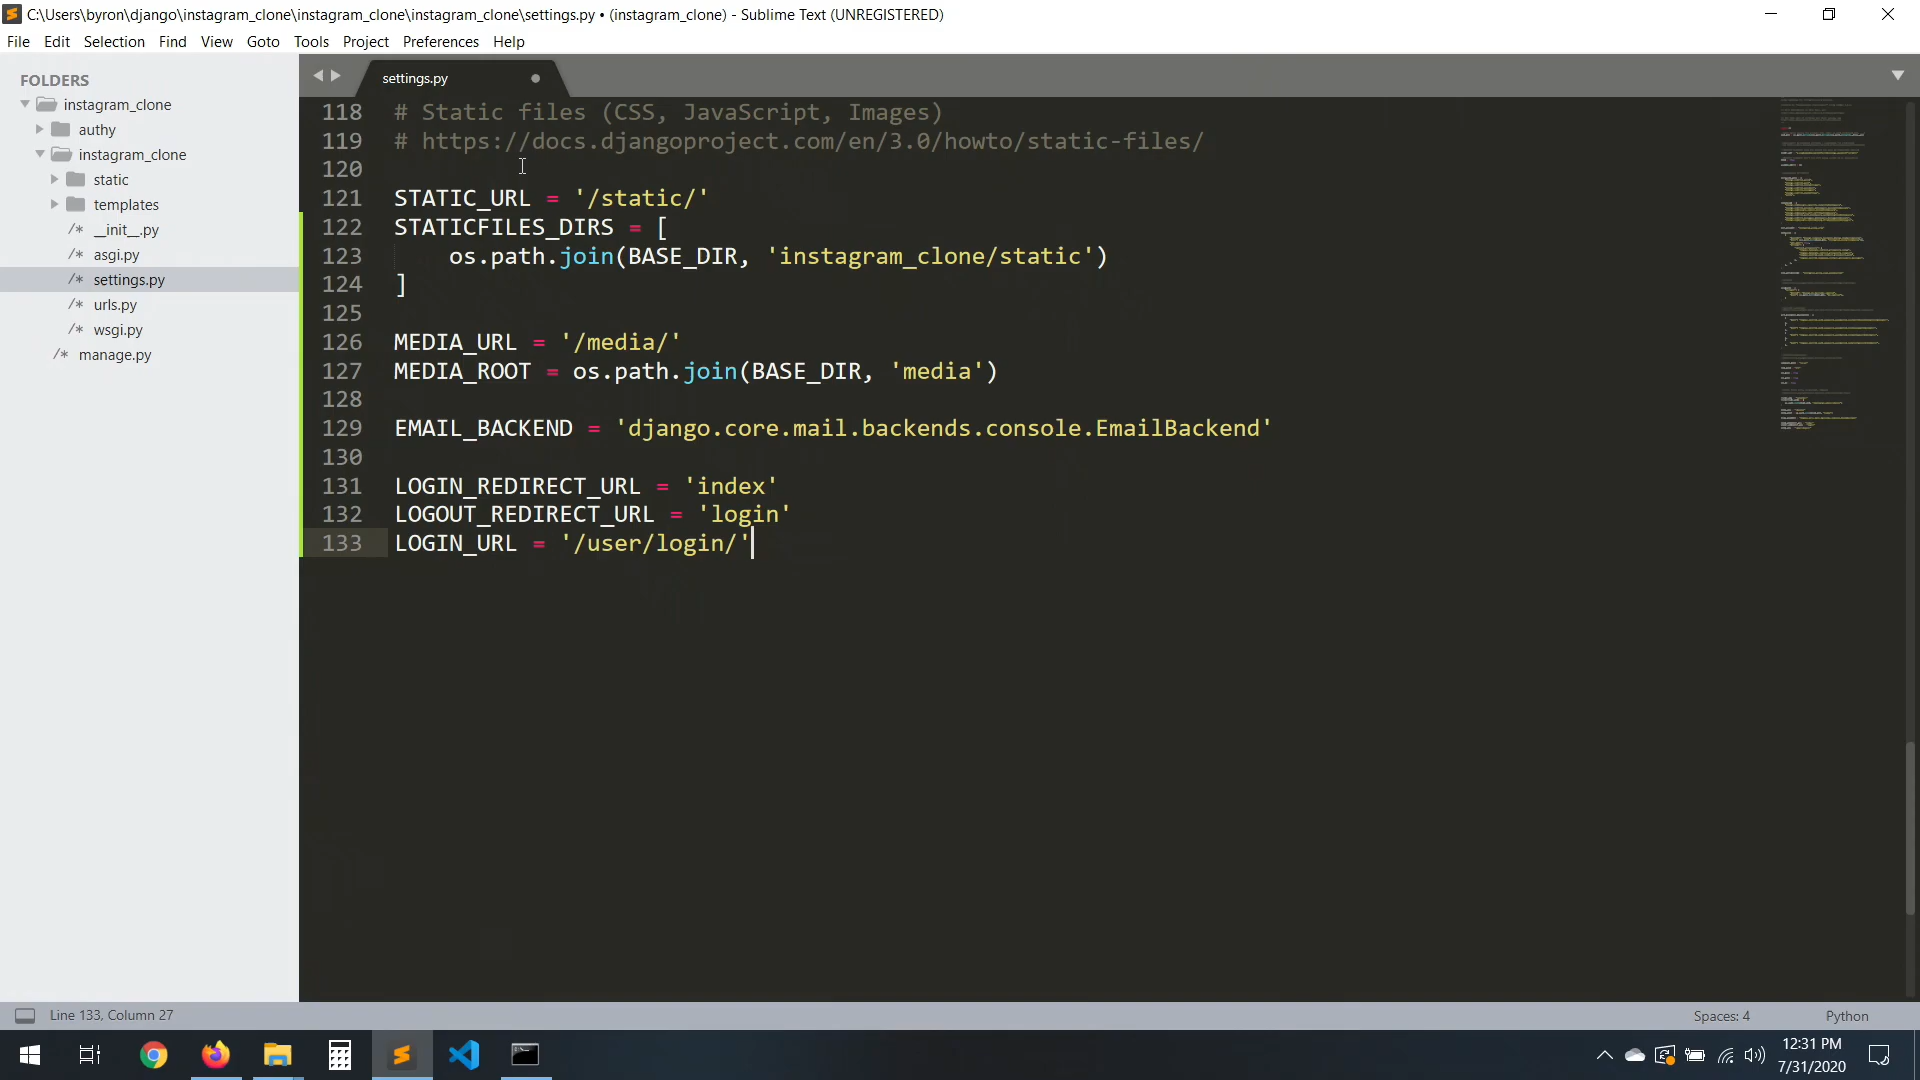 C:\Users\byron\django\instagram_clone\instagram_clone\instagram_clone\settings.py • (instagram_clone) - Sublime Text (UNREGISTERED)
File Edit Selection Find View Goto Tools Project Preferences Help
FOLDERS
instagram_clone
authy
instagram_clone
static
templates
/* __init__.py
/* asgi.py
/* settings.py
/* urls.py
/* wsgi.py
/* manage.py
settings.py
118 # Static files (CSS, JavaScript, Images)
119 # https://docs.djangoproject.com/en/3.0/howto/static-files/
120
121 STATIC_URL = '/static/'
122 STATICFILES_DIRS = [
123 os.path.join(BASE_DIR, 'instagram_clone/static')
124 ]
125
126 MEDIA_URL = '/media/'
127 MEDIA_ROOT = os.path.join(BASE_DIR, 'media')
128
129 EMAIL_BACKEND = 'django.core.mail.backends.console.EmailBackend'
130
131 LOGIN_REDIRECT_URL = 'index'
132 LOGOUT_REDIRECT_URL = 'login'
133 LOGIN_URL = '/user/login/'
Line 133, Column 27
Spaces: 4
Python
12:31 PM
7/31/2020